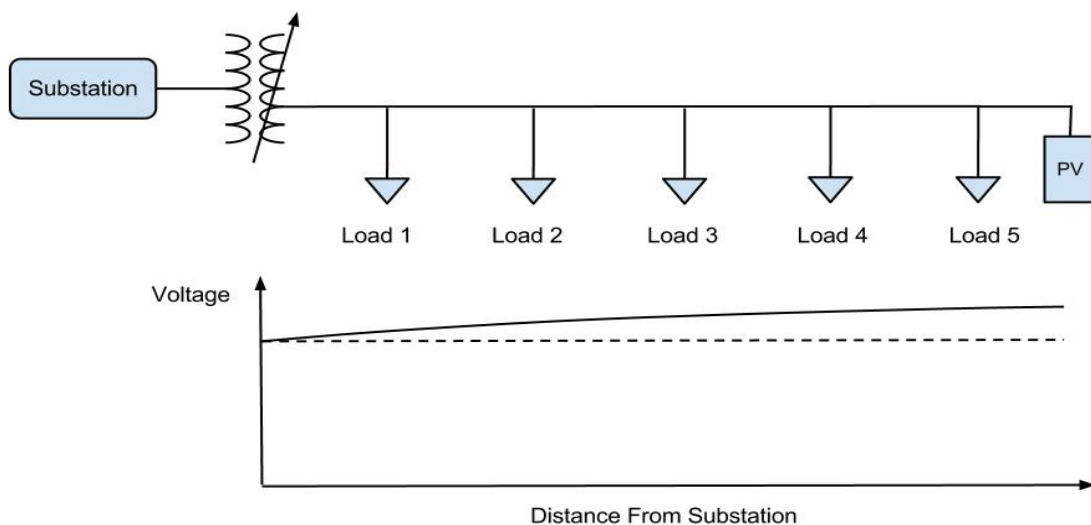 Substation
PV
Load 1
Load 2
Load 3
Load 4
Load 5
Voltage
Distance From Substation